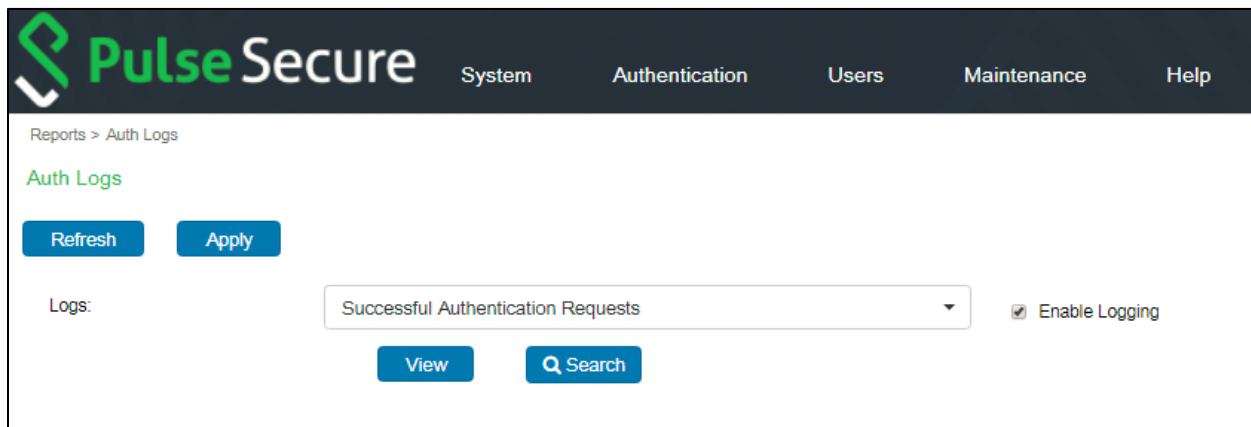 Pulse Secure System Authentication Users Maintenance Help
Reports > Auth Logs
Auth Logs
Refresh Apply
Logs: Successful Authentication Requests Enable Logging
View Search